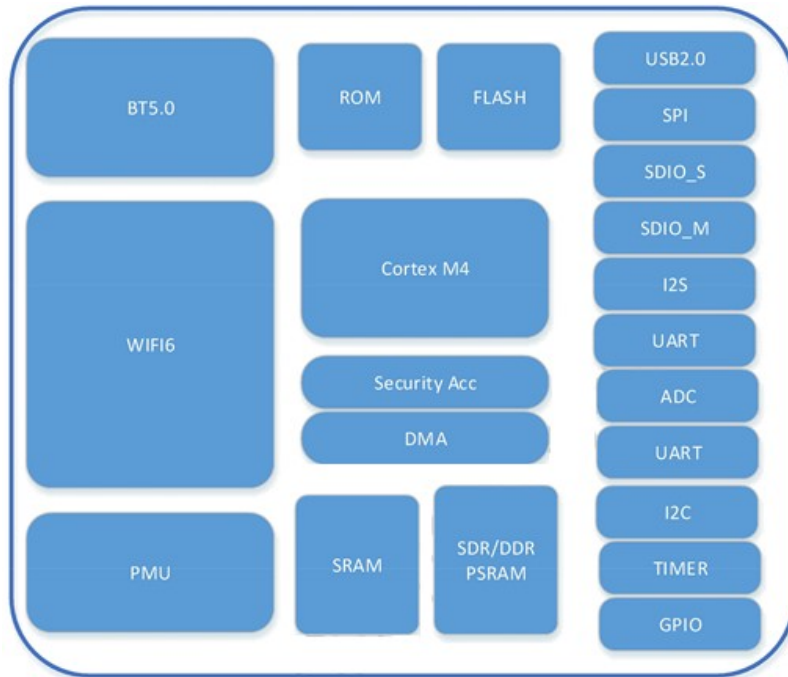 BT5.0
WIFI6
PMU
ROM
FLASH
Cortex M4
Security Acc
DMA
SRAM
SDR/DDR
PSRAM
USB2.0
SPI
SDIO_S
SDIO_M
I2S
UART
ADC
UART
I2C
TIMER
GPIO